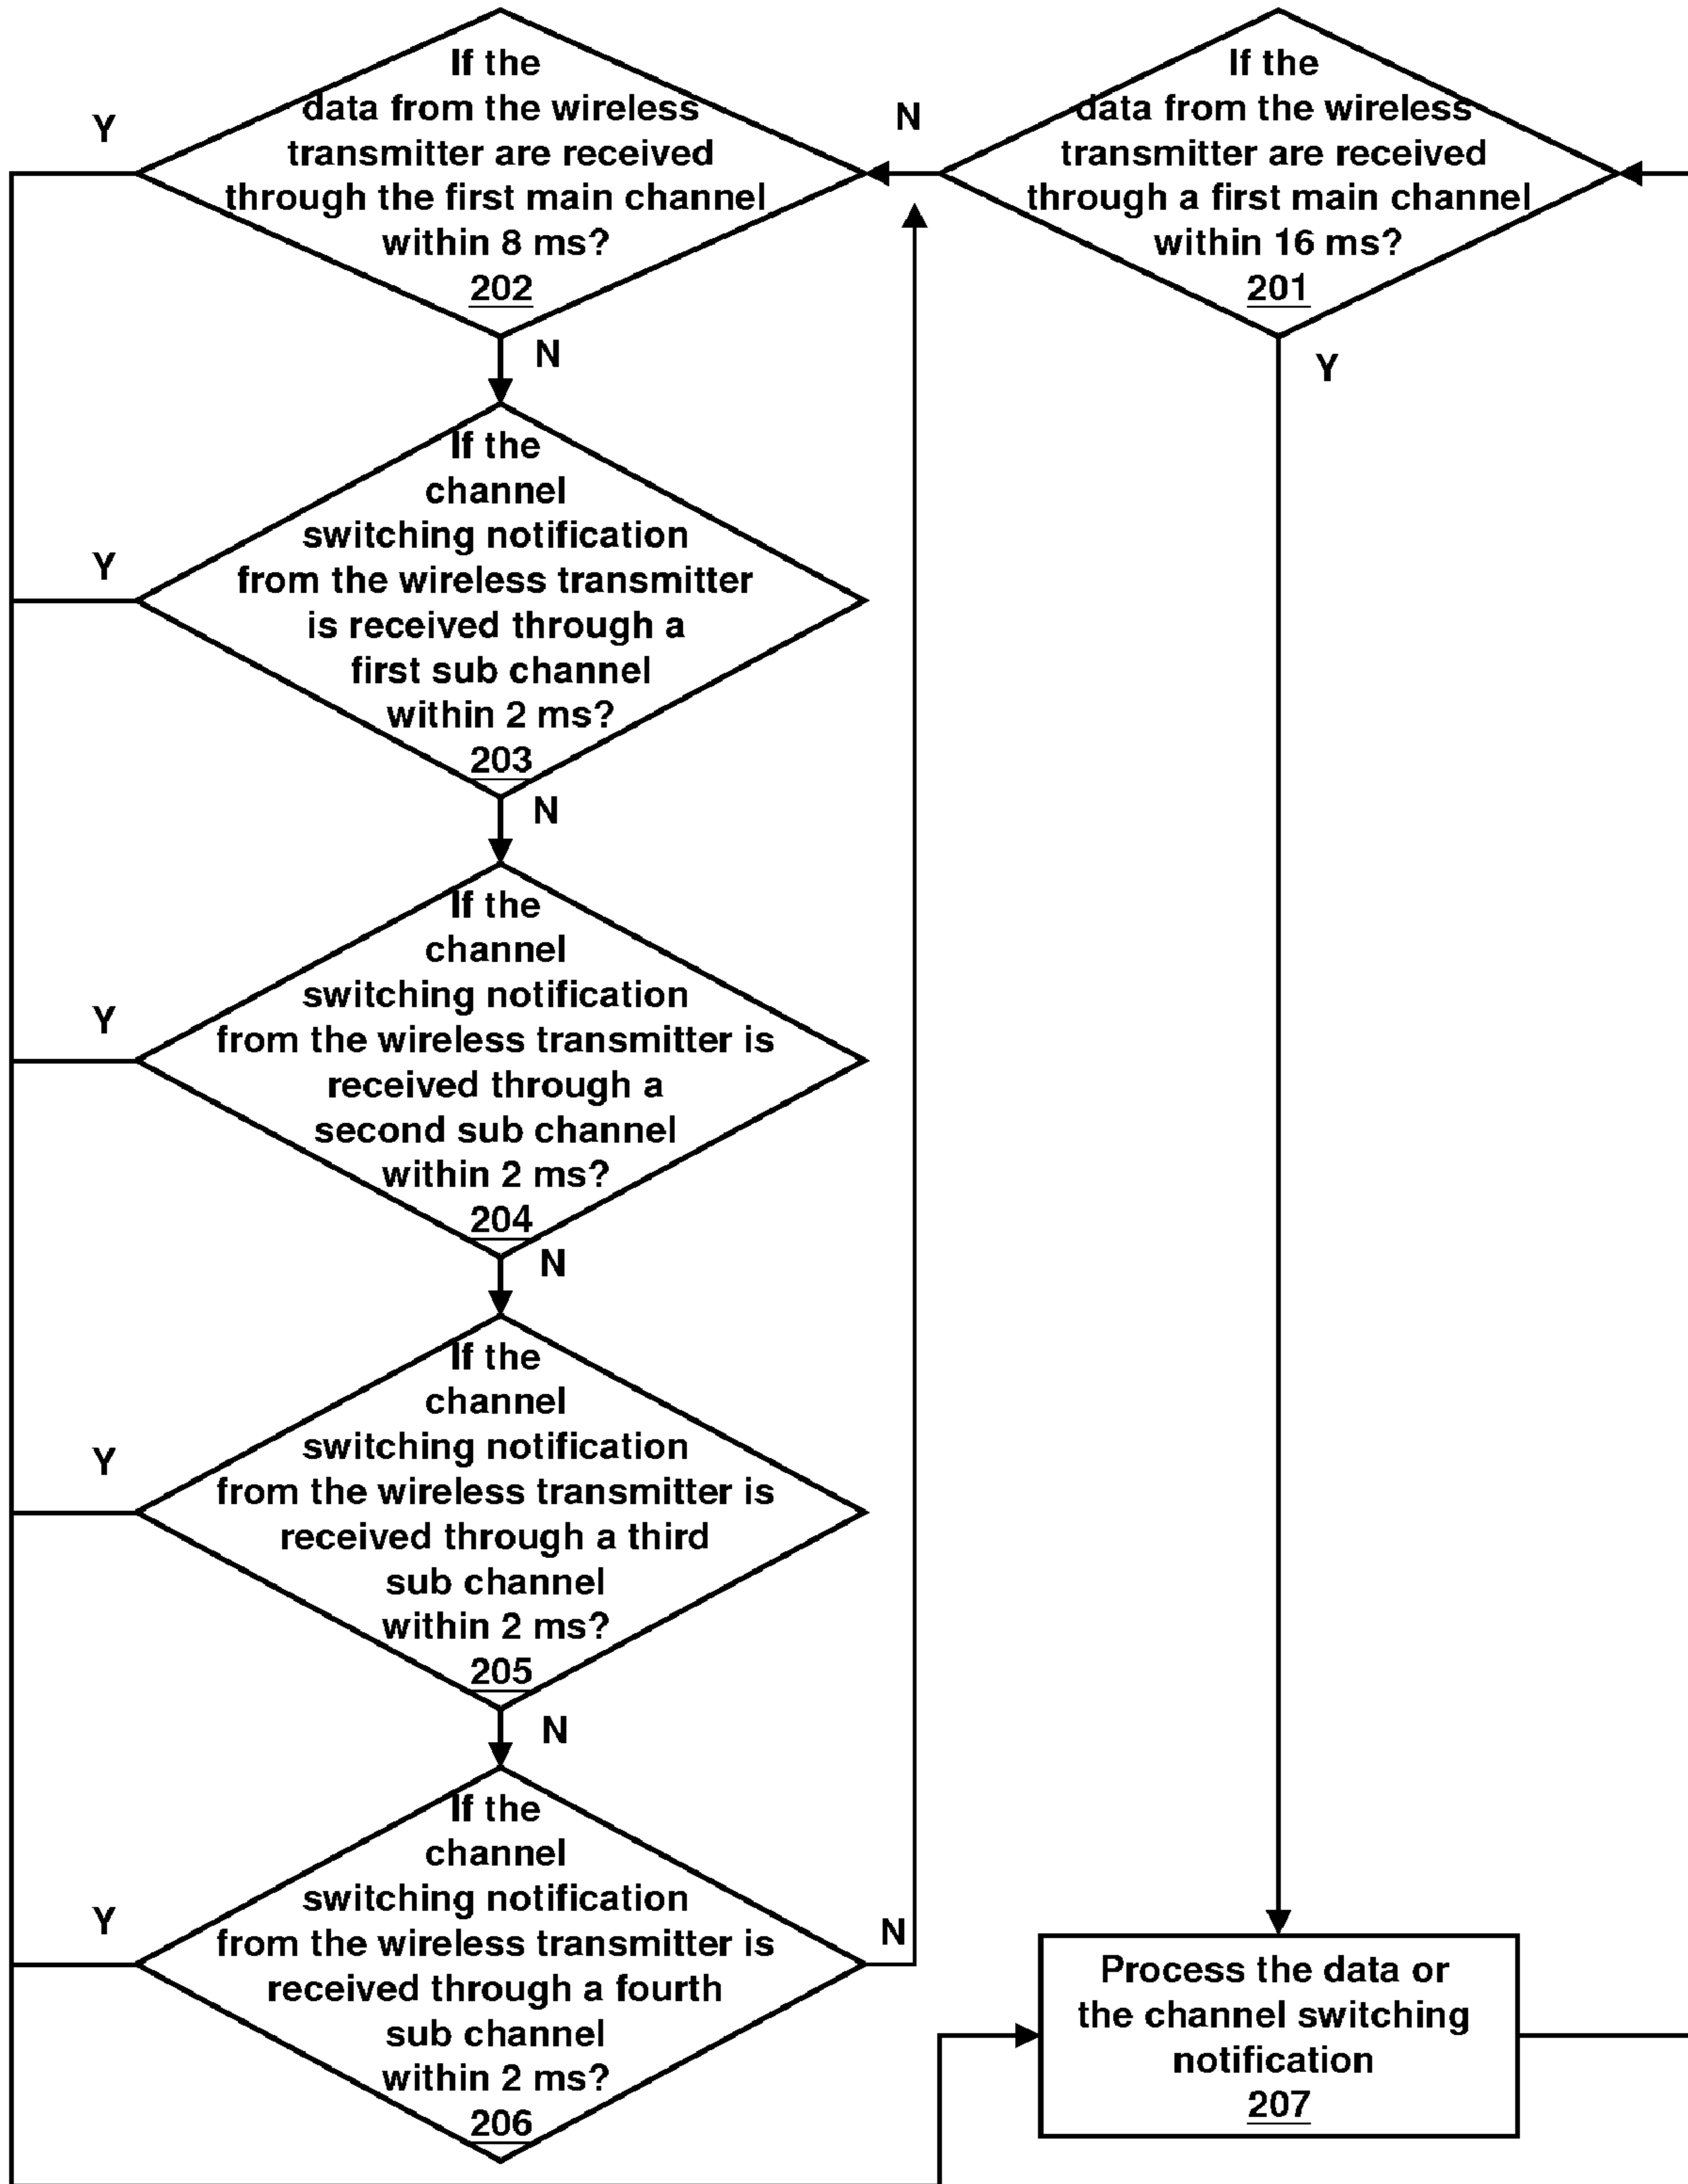 If the
data from the wireless
transmitter are received
through the first main channel
within 8 ms?
202
Y
N
N
If the
data from the wireless
transmitter are received
through a first main channel
within 16 ms?
201
Y
If the
channel
switching notification
from the wireless transmitter
is received through a
first sub channel
within 2 ms?
203
Y
N
If the
channel
switching notification
from the wireless transmitter is
received through a
second sub channel
within 2 ms?
204
Y
N
If the
channel
switching notification
from the wireless transmitter is
received through a third
sub channel
within 2 ms?
205
Y
N
If the
channel
switching notification
from the wireless transmitter is
received through a fourth
sub channel
within 2 ms?
206
Y
N
Process the data or
the channel switching
notification
207